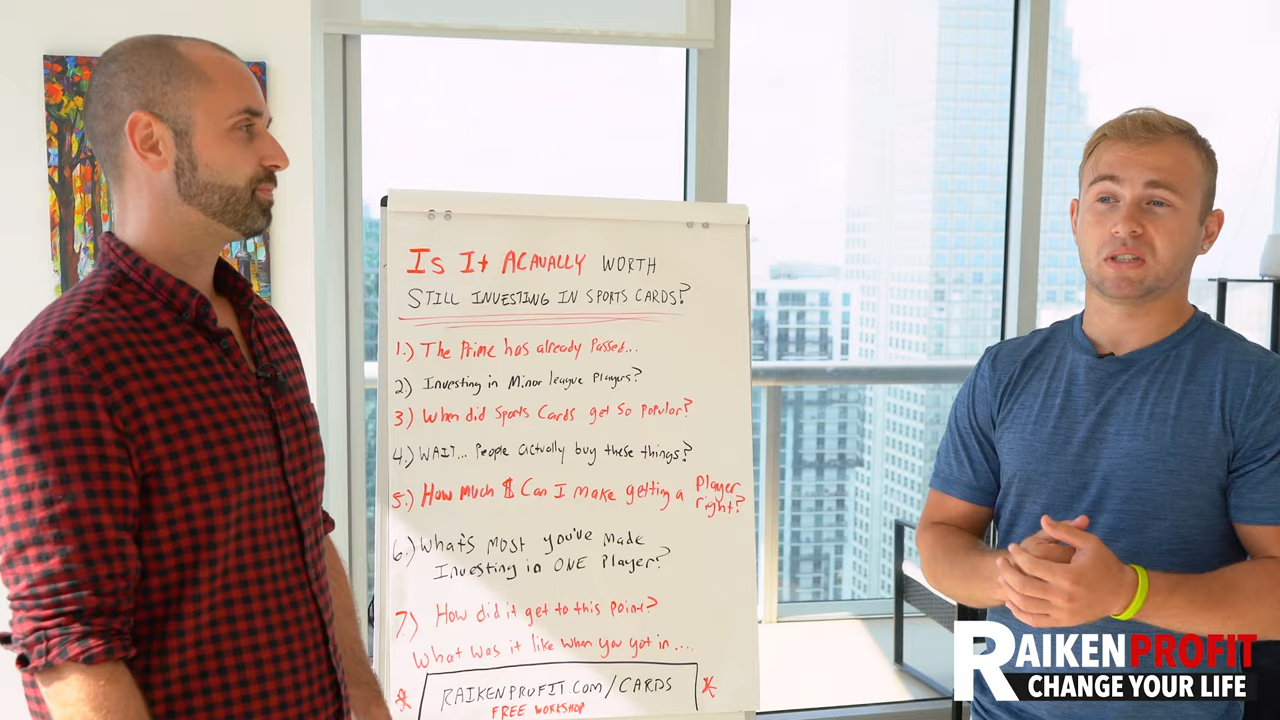 Is It ACAUALLY WORTH
STILL INVESTING IN SPORTS CARDS?
1.) The Prime has already Passed...
2) Investing in Minor league Players?
3) When did Sports Cards get So Popular?
4.) WAIT... People actually buy these things?
5.) How much $ Can I make getting a Player
right?
6.) What's most you've made
Investing in ONE Player?
7) How did it get to this Point?
What was it like when you got in....
* RAIKENPROFIT.COM/CARDS *
FREE WORKSHOP
RAIKENPROFIT
CHANGE YOUR LIFE